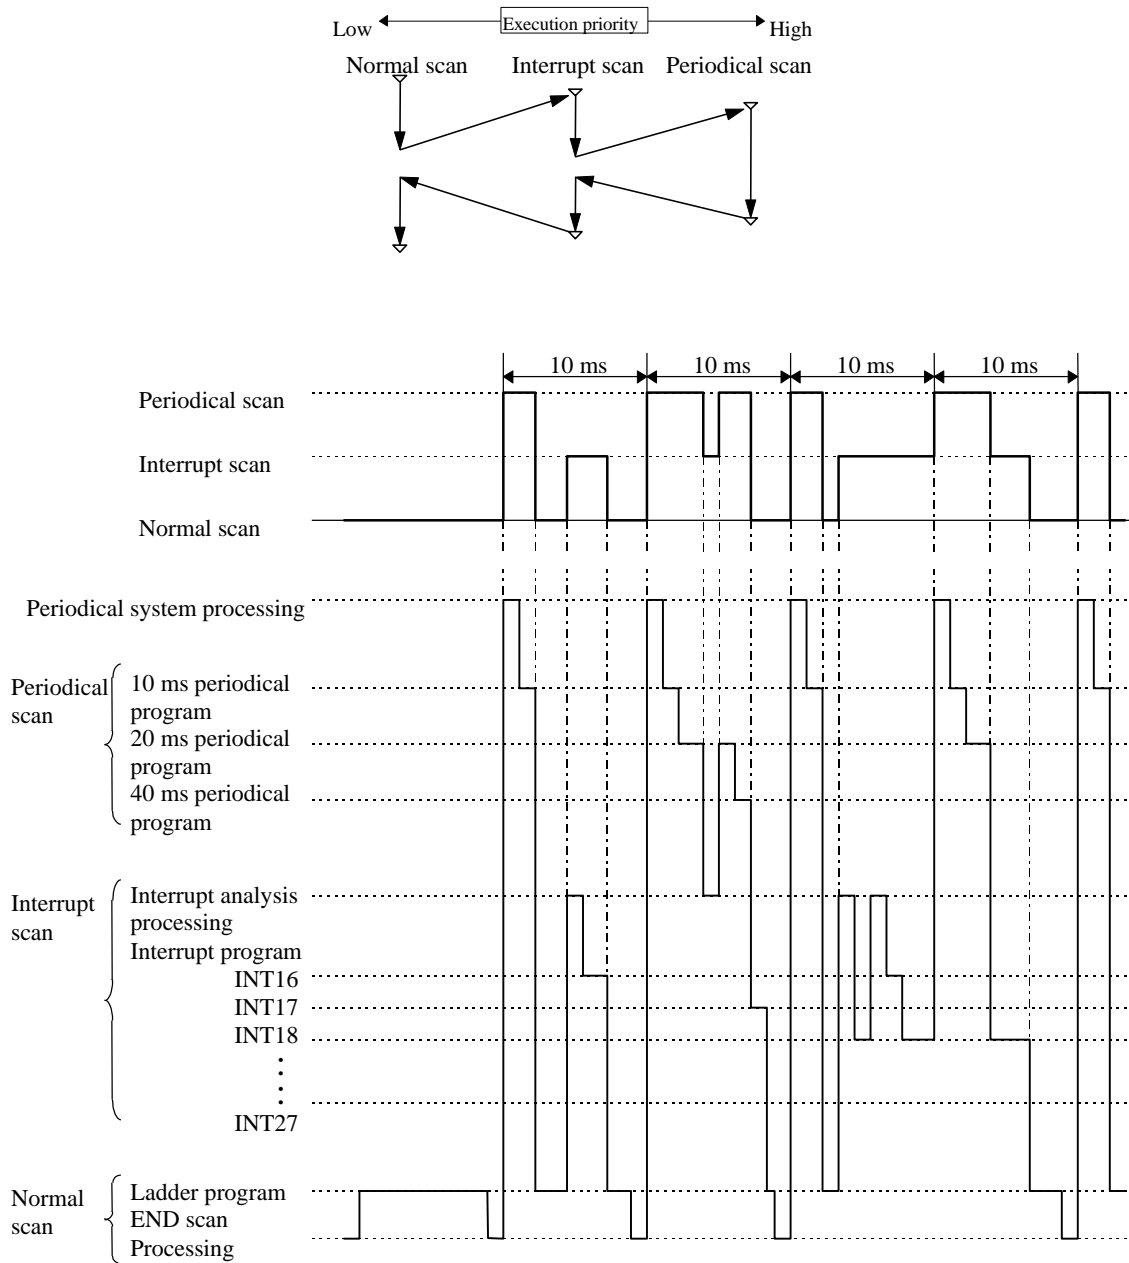 Execution priority
Low
High
Normal scan
Interrupt scan
Periodical scan
10 ms
10 ms
10 ms
10 ms
Periodical scan
Interrupt scan
Normal scan
Periodical system processing
Periodical
scan
10 ms periodical
program
20 ms periodical
program
40 ms periodical
program
Interrupt
scan
Interrupt analysis
processing
Interrupt program
INT16
INT17
INT18
INT27
Normal
scan
Ladder program
END scan
Processing